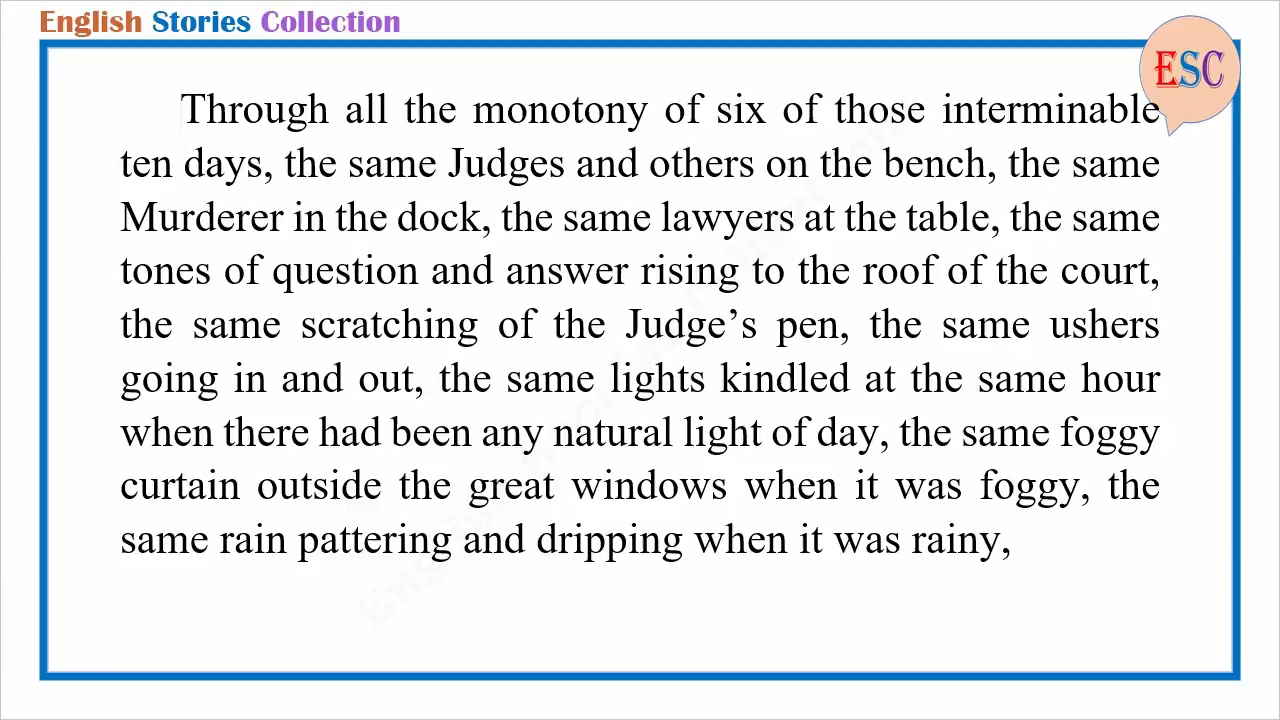 English Stories Collection
ESC
Through all the monotony of six of those interminable
ten days, the same Judges and others on the bench, the same
Murderer in the dock, the same lawyers at the table, the same
tones of question and answer rising to the roof of the court,
the same scratching of the Judge’s pen, the same ushers
going in and out, the same lights kindled at the same hour
when there had been any natural light of day, the same foggy
curtain outside the great windows when it was foggy, the
same rain pattering and dripping when it was rainy,